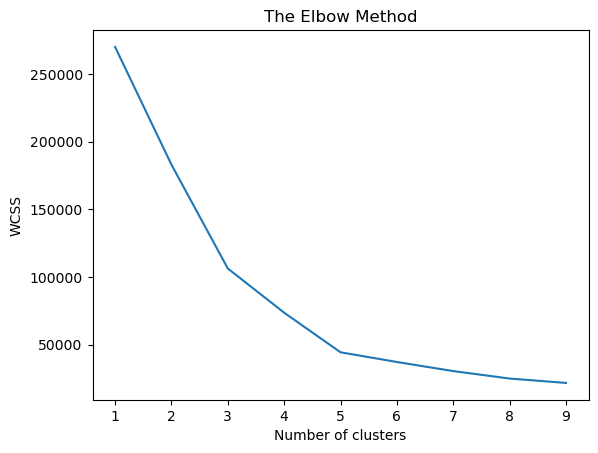 The Elbow Method
250000
200000
150000
100000
50000
WCSS
1 2 3 4 5 6 7 8 9
Number of clusters